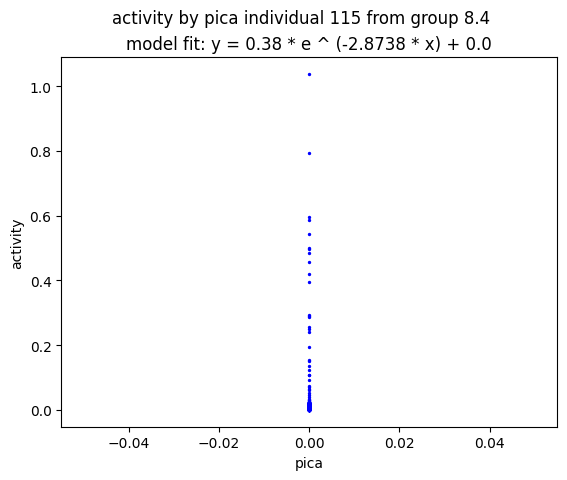 activity by pica individual 115 from group 8.4
model fit: y = 0.38 * e ^ (-2.8738 * x) + 0.0
1.0
0.8
0.6
0.4
0.2
0.0
activity
−0.04
−0.02
0.00
0.02
0.04
pica